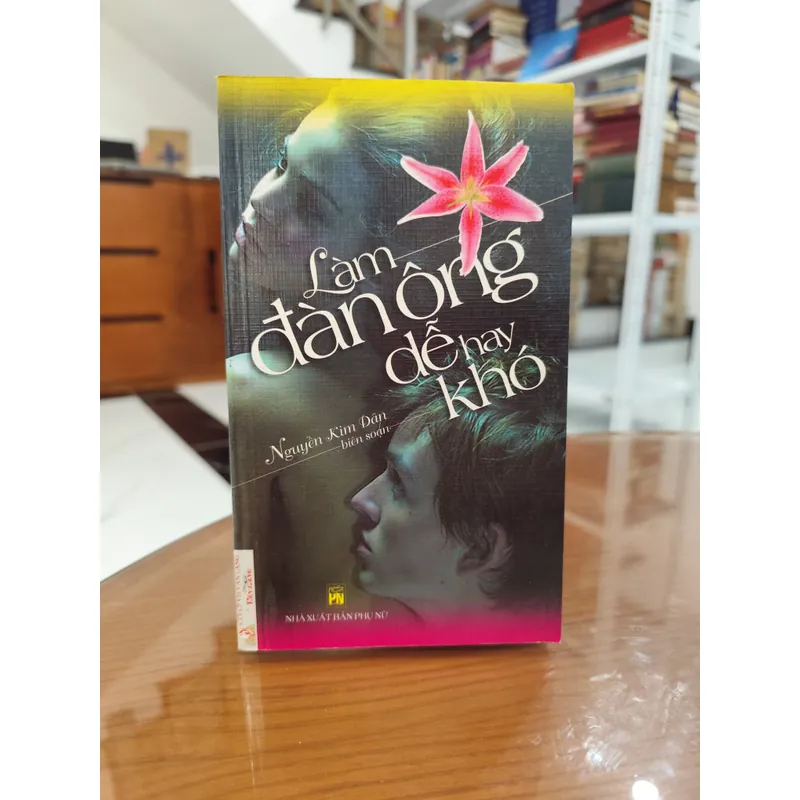 Làm
đàn ông
dễ hay
khó
Nguyễn Kim Dân
biên soạn
PN
NHÀ XUẤT BẢN PHỤ NỮ